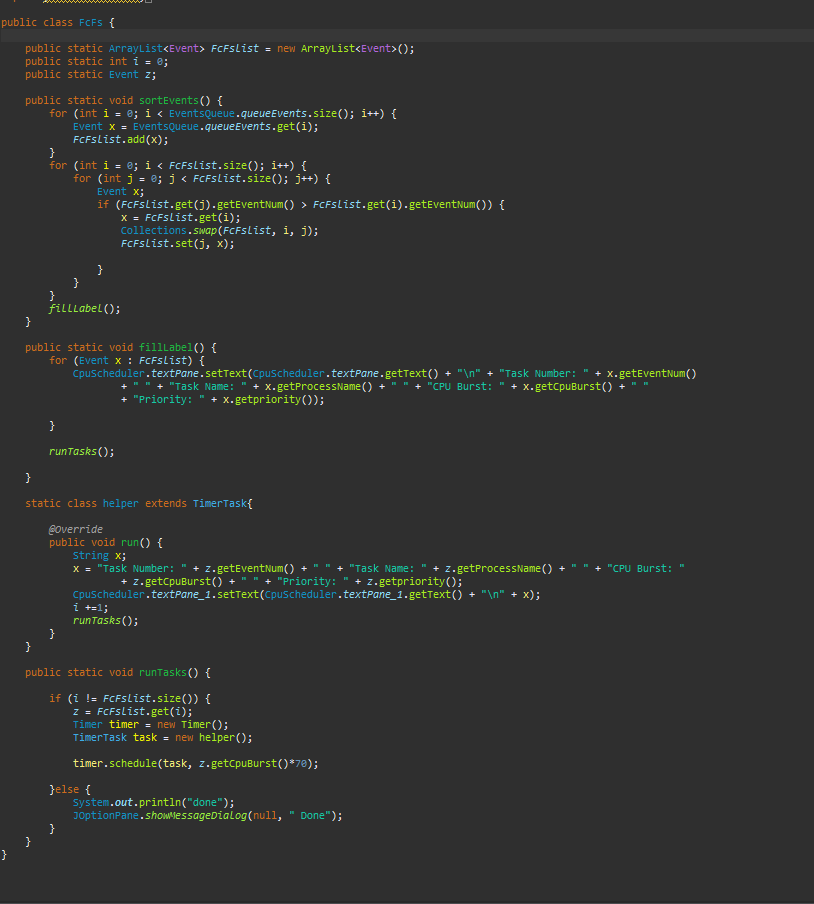 public class FcFs {
public static ArrayList<Event> FcFslist = new ArrayList<Event>();
public static int i = 0;
public static Event z;
public static void sortEvents() {
for (int i = 0; i < EventsQueue.queueEvents.size(); i++) {
Event x = EventsQueue.queueEvents.get(i);
FcFslist.add(x);
}
for (int i = 0; i < FcFslist.size(); i++) {
for (int j = 0; j < FcFslist.size(); j++) {
Event x;
if (FcFslist.get(j).getEventNum() > FcFslist.get(i).getEventNum()) {
x = FcFslist.get(i);
Collections.swap(FcFslist, i, j);
FcFslist.set(j, x);
}
}
}
fillLabel();
}
public static void fillLabel() {
for (Event x : FcFslist) {
CpuScheduler.textPane.setText(CpuScheduler.textPane.getText() + "\n" + "Task Number: " + x.getEventNum()
+ " " + "Task Name: " + x.getProcessName() + " " + "CPU Burst: " + x.getCpuBurst() + " "
+ "Priority: " + x.getpriority());
}
runTasks();
}
static class helper extends TimerTask{
@Override
public void run() {
String x;
x = "Task Number: " + z.getEventNum() + " " + "Task Name: " + z.getProcessName() + " " + "CPU Burst: "
+ z.getCpuBurst() + " " + "Priority: " + z.getpriority();
CpuScheduler.textPane_1.setText(CpuScheduler.textPane_1.getText() + "\n" + x);
i +=1;
runTasks();
}
}
public static void runTasks() {
if (i != FcFslist.size()) {
z = FcFslist.get(i);
Timer timer = new Timer();
TimerTask task = new helper();
timer.schedule(task, z.getCpuBurst()*70);
}else {
System.out.println("done");
JOptionPane.showMessageDialog(null, " Done");
}
}
}